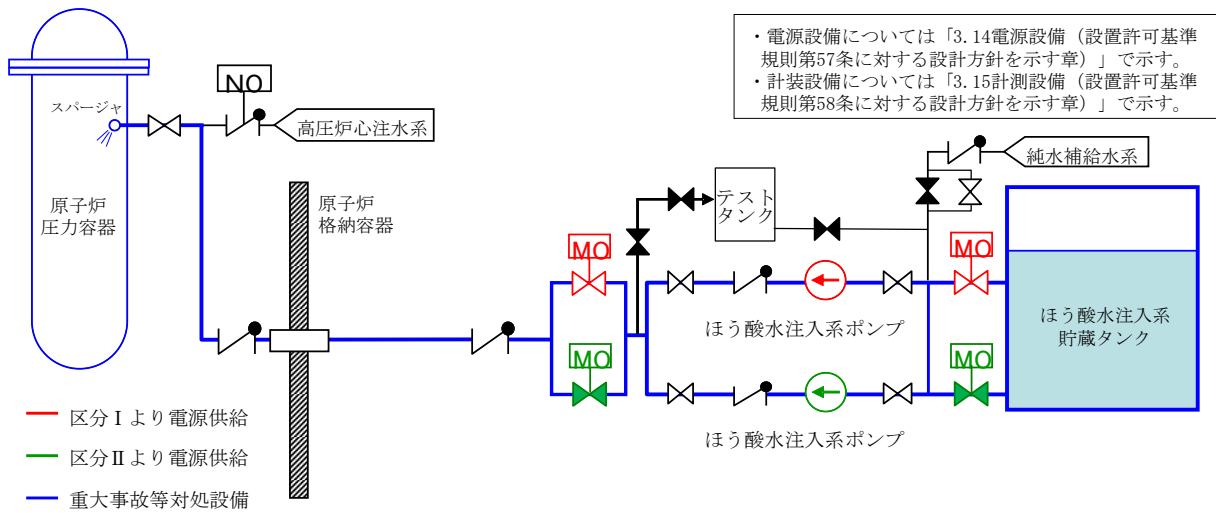 ・電源設備については「3.14電源設備（設置許可基準
規則第57条に対する設計方針を示す章）」で示す。
・計装設備については「3.15計測設備（設置許可基準
規則第58条に対する設計方針を示す章）」で示す。
NO
スパージャ
高圧炉心注水系
純水補給水系
テスト
タンク
原子炉
圧力容器
原子炉
格納容器
MO
MO
ほう酸水注入系ポンプ
ほう酸水注入系
貯蔵タンク
MO
MO
ほう酸水注入系ポンプ
区分Ⅰより電源供給
区分Ⅱより電源供給
重大事故等対処設備